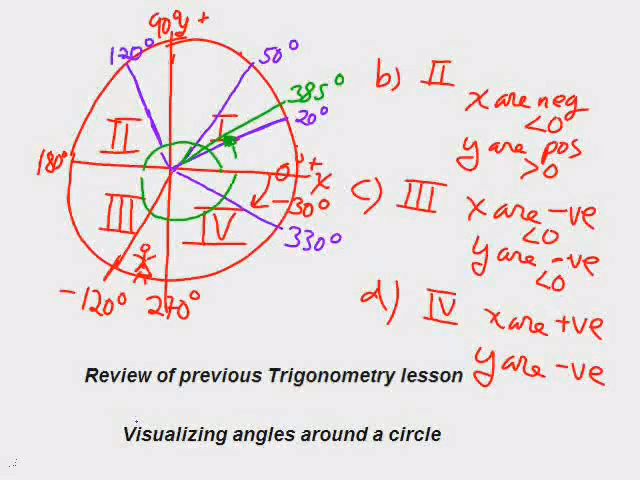 90° y +
120°
50°
385°
20°
II
I
180°
0° +
x
-30°
III
IV
330°
-120°
270°
b) II
x are neg
<0
y are pos
>0
c) III
x are -ve
<0
y are -ve
<0
d) IV
x are +ve
y are -ve
Review of previous Trigonometry lesson
Visualizing angles around a circle